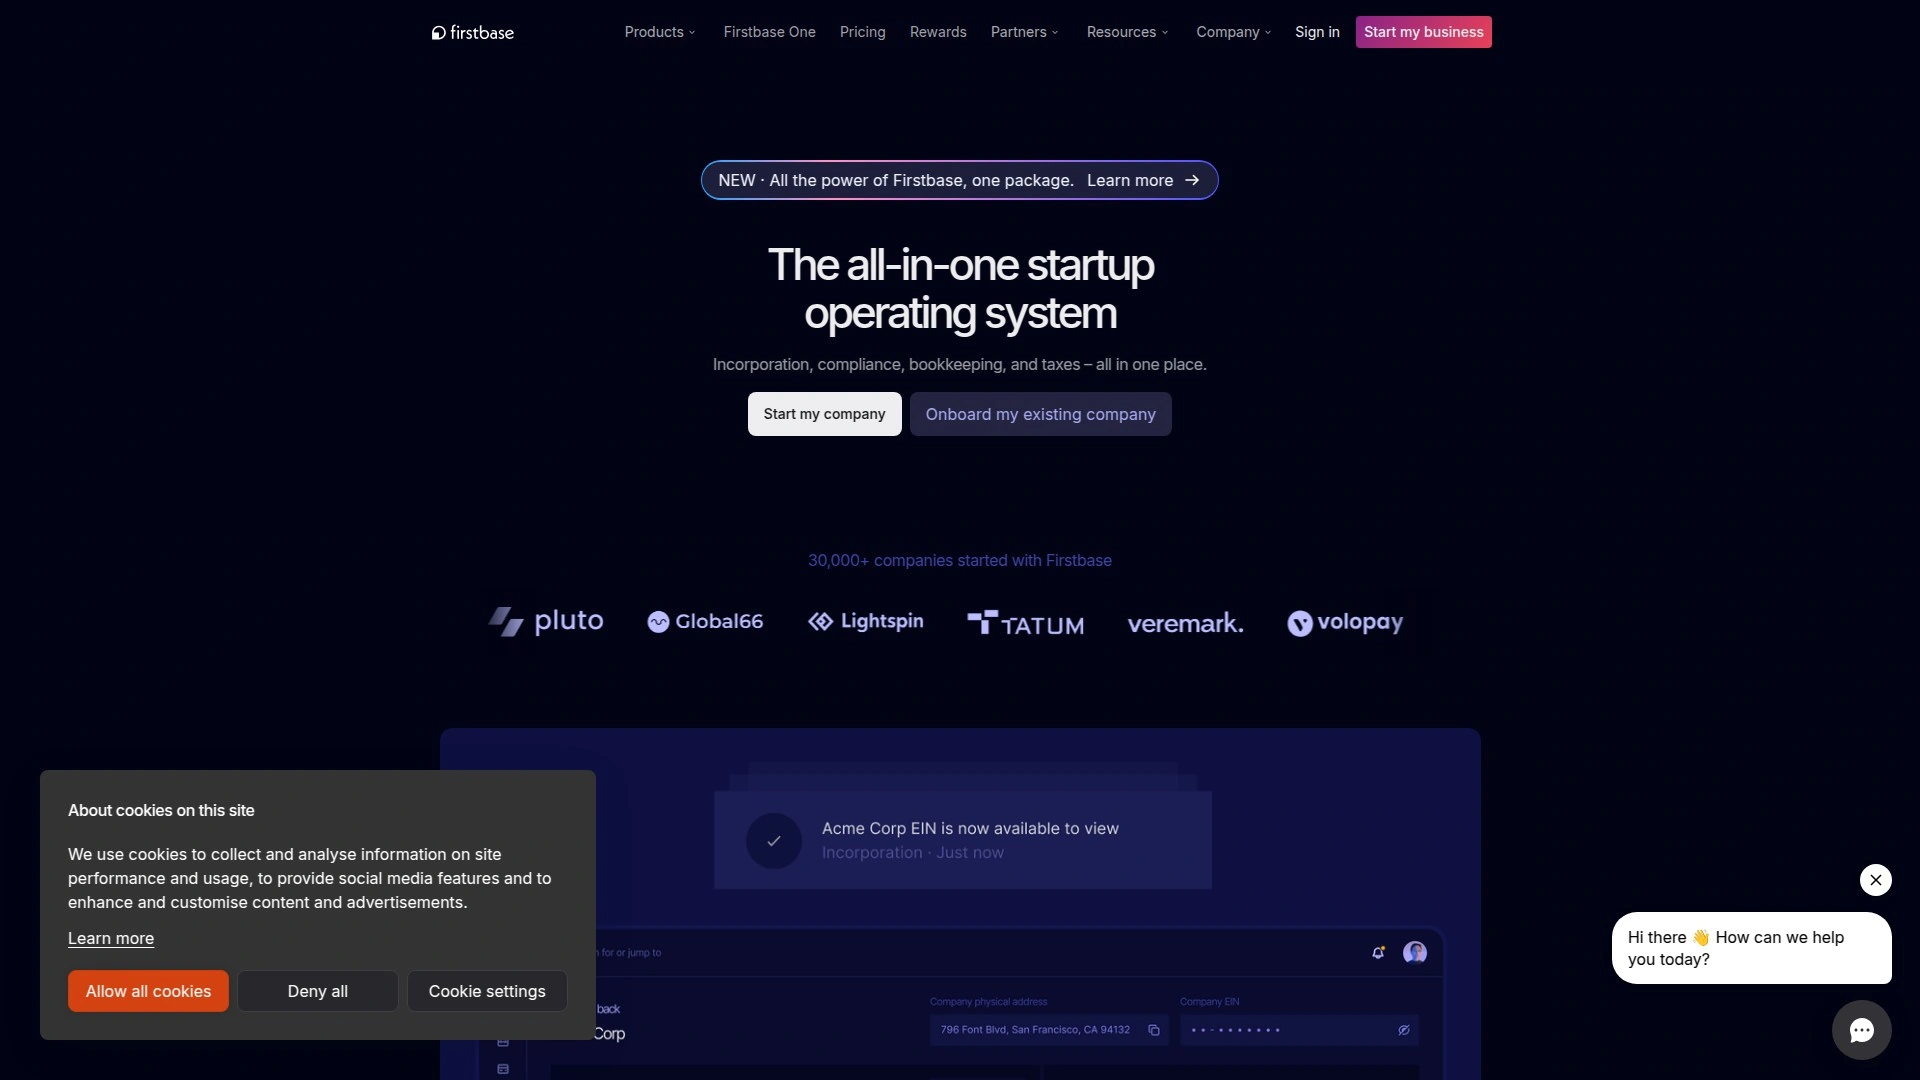 firstbase
Products
Firstbase One
Pricing
Rewards
Partners
Resources
Company
Sign in
Start my business
NEW · All the power of Firstbase, one package. Learn more
The all-in-one startup
operating system
Incorporation, compliance, bookkeeping, and taxes – all in one place.
Start my company
Onboard my existing company
30,000+ companies started with Firstbase
pluto
Global66
Lightspin
TATUM
veremark.
volopay
Acme Corp EIN is now available to view
Incorporation · Just now
for or jump to
back
Corp
Company physical address
796 Font Blvd, San Francisco, CA 94132
Company EIN
About cookies on this site
We use cookies to collect and analyse information on site
performance and usage, to provide social media features and to
enhance and customise content and advertisements.
Learn more
Allow all cookies
Deny all
Cookie settings
Hi there 👋 How can we help
you today?